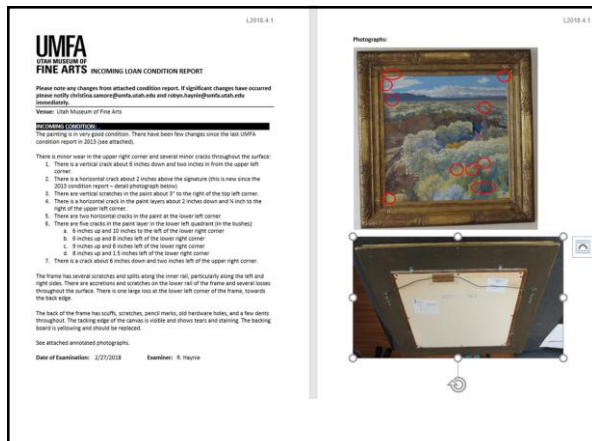 L2018.4.1
UMFA
UTAH MUSEUM OF
FINE ARTS INCOMING LOAN CONDITION REPORT
Please note any changes from attached condition report. If significant changes have occurred
please notify christina.samore@umfa.utah.edu and robyn.haynie@umfa.utah.edu
immediately.
Venue: Utah Museum of Fine Arts
INCOMING CONDITION:
The painting is in very good condition. There have been few changes since the last UMFA
condition report in 2013 (see attached).
There is minor wear in the upper right corner and several minor cracks throughout the surface:
1. There is a vertical crack about 6 inches down and two inches in from the upper left
corner.
2. There is a horizontal crack about 2 inches above the signature (this is new since the
2013 condition report – detail photograph below)
3. There are vertical scratches in the paint about 3" to the right of the top left corner.
4. There is a horizontal crack in the paint layers about 2 inches down and ½ inch to the
right of the upper left corner.
5. There are two horizontal cracks in the paint at the lower left corner
6. There are five cracks in the paint layer in the lower left quadrant (in the bushes):
a. 6 inches up and 10 inches to the left of the lower right corner
b. 6 inches up and 8 inches left of the lower right corner
c. 9 inches up and 6 inches left of the lower right corner
d. 8 inches up and 1.5 inches left of the lower right corner
7. There is a crack about 6 inches down and two inches left of the upper right corner.
The frame has several scratches and splits along the inner rail, particularly along the left and
right sides. There are accretions and scratches on the lower rail of the frame and several losses
throughout the surface. There is one large loss at the lower left corner of the frame, towards
the back edge.
The back of the frame has scuffs, scratches, pencil marks, old hardware holes, and a few dents
throughout. The tacking edge of the canvas is visible and shows tears and staining. The backing
board is yellowing and should be replaced.
See attached annotated photographs.
Date of Examination: 2/27/2018 Examiner: R. Haynie
L2018.4.1
Photographs: